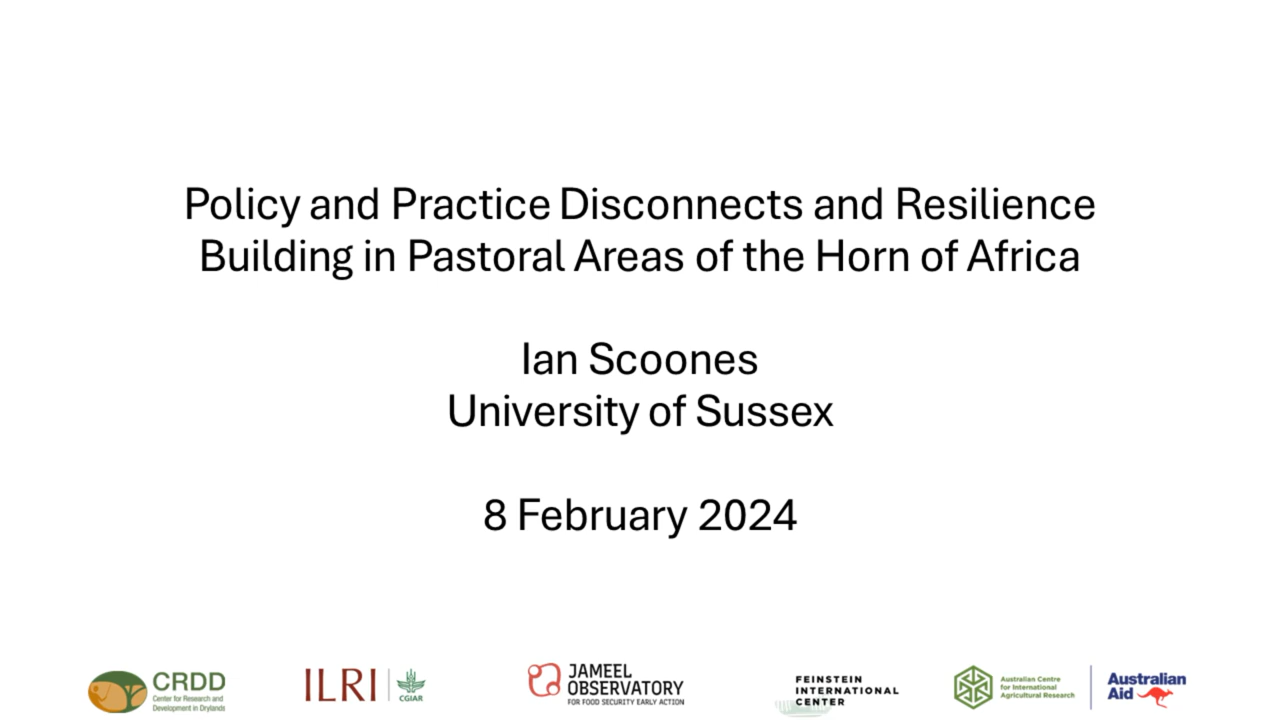 Policy and Practice Disconnects and Resilience
Building in Pastoral Areas of the Horn of Africa
Ian Scoones
University of Sussex
8 February 2024
CRDD
Center for Research and
Development in Drylands
ILRI
CGIAR
JAMEEL
OBSERVATORY
FOR FOOD SECURITY EARLY ACTION
FEINSTEIN
INTERNATIONAL
CENTER
Australian Centre
for International
Agricultural Research
Australian
Aid